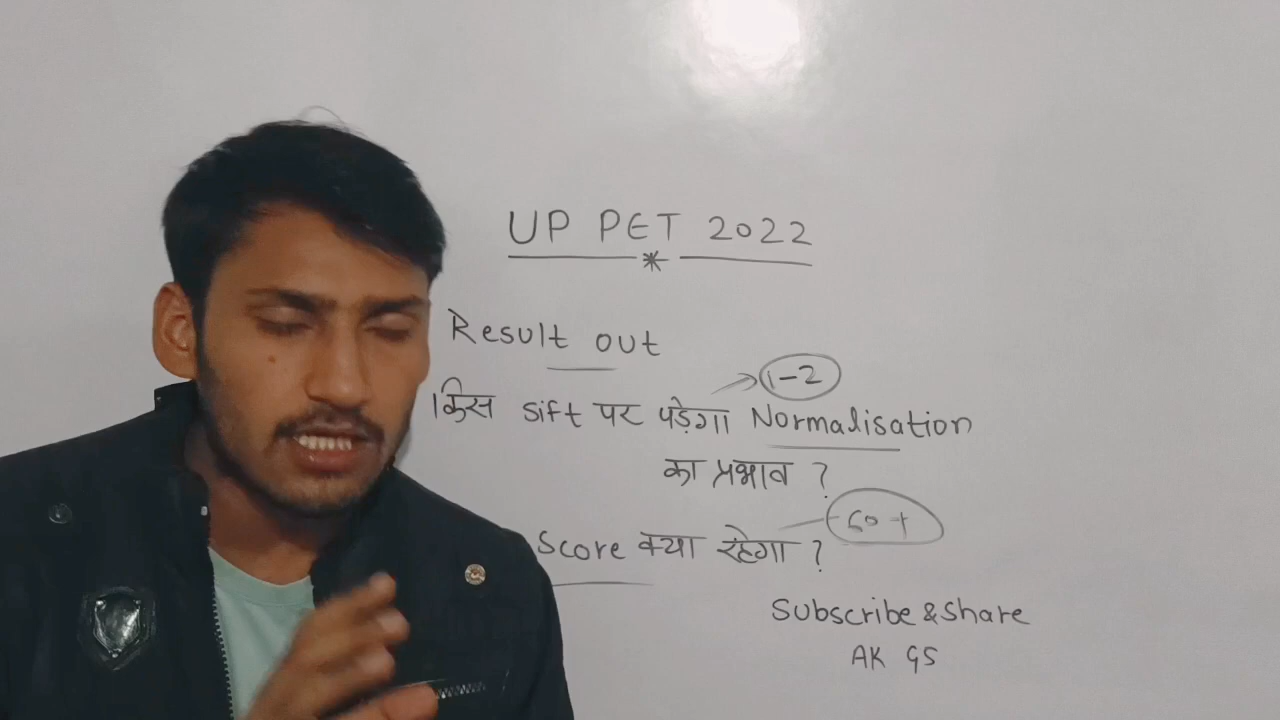 UP PET 2022
Result out
1-2
किस sift पर पड़ेगा Normalisation
का प्रभाव ?
60+
Score क्या रहेगा ?
Subscribe & Share
AK GS